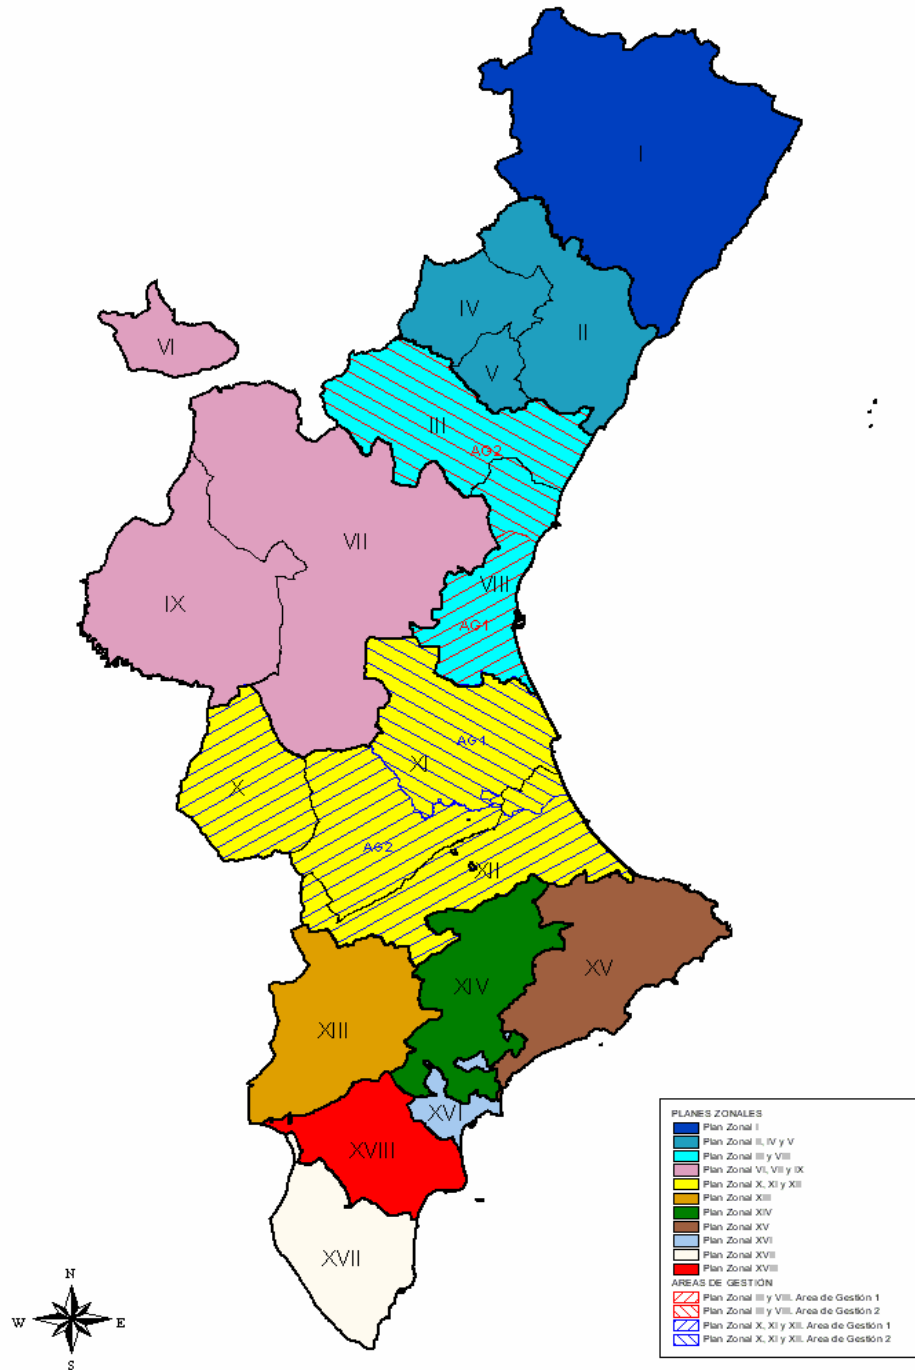 I
IV
II
VI
V
III
AG2
VII
VIII
IX
AG1
AG1
XI
X
AG2
XII
XV
XIV
XIII
XVI
XVIII
XVII
N
W
E
S
PLANES ZONALES
Plan Zonal I
Plan Zonal II, IV y V
Plan Zonal III y VIII
Plan Zonal VI, VII y IX
Plan Zonal X, XI y XII
Plan Zonal XIII
Plan Zonal XIV
Plan Zonal XV
Plan Zonal XVI
Plan Zonal XVII
Plan Zonal XVIII
AREAS DE GESTIÓN
Plan Zonal III y VIII. Area de Gestión 1
Plan Zonal III y VIII. Area de Gestión 2
Plan Zonal X, XI y XII. Area de Gestión 1
Plan Zonal X, XI y XII. Area de Gestión 2